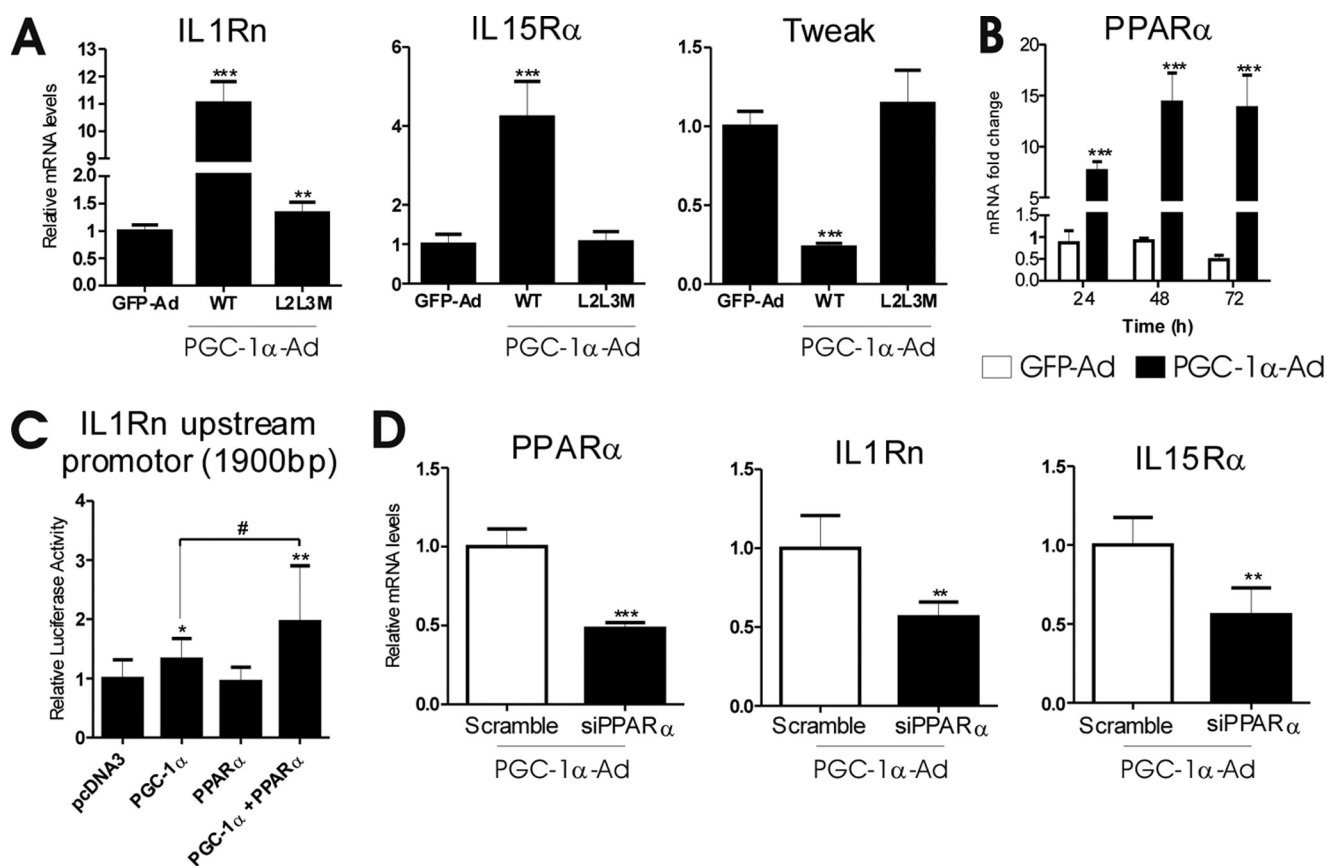 A
IL1Rn
Relative mRNA levels
13
12
11
10
9
2.0
1.5
1.0
0.5
0.0
***
**
GFP-Ad WT L2L3M
PGC-1α-Ad
IL15Rα
6
4
2
0
***
GFP-Ad WT L2L3M
PGC-1α-Ad
Tweak
1.5
1.0
0.5
0.0
***
GFP-Ad WT L2L3M
PGC-1α-Ad
B
PPARα
mRNA fold change
20
15
10
5
1.5
1.0
0.5
0.0
***
***
***
24 48 72
Time (h)
GFP-Ad PGC-1α-Ad
C
IL1Rn upstream
promotor (1900bp)
Relative Luciferase Activity
4
3
2
1
0
#
*
**
pcDNA3
PGC-1α
PPARα
PGC-1α +PPARα
D
PPARα
Relative mRNA levels
1.5
1.0
0.5
0.0
***
Scramble siPPARα
PGC-1α-Ad
IL1Rn
1.5
1.0
0.5
0.0
**
Scramble siPPARα
PGC-1α-Ad
IL15Rα
1.5
1.0
0.5
0.0
**
Scramble siPPARα
PGC-1α-Ad